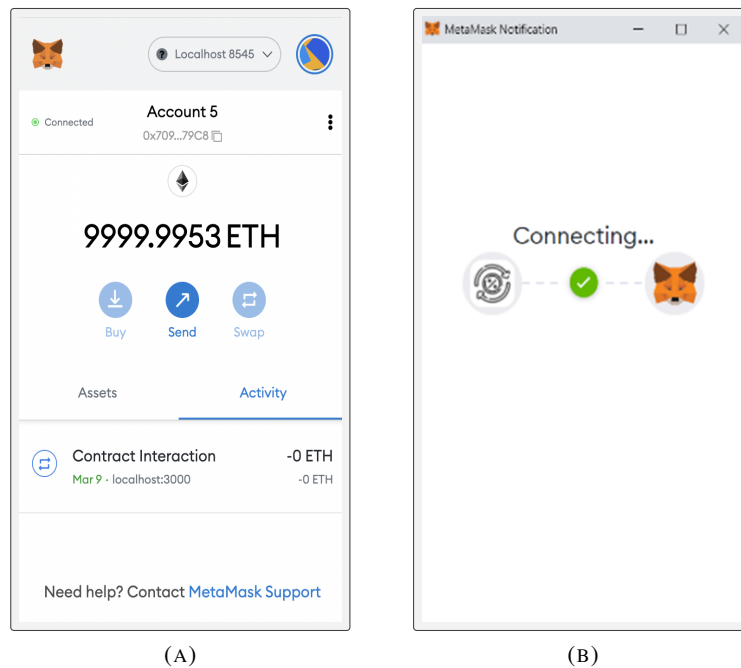 Localhost 8545
Connected
Account 5
0x709...79C8
9999.9953 ETH
Buy Send Swap
Assets Activity
Contract Interaction -0 ETH
Mar 9 · localhost:3000 -0 ETH
Need help? Contact MetaMask Support
(A)
MetaMask Notification
Connecting...
(B)